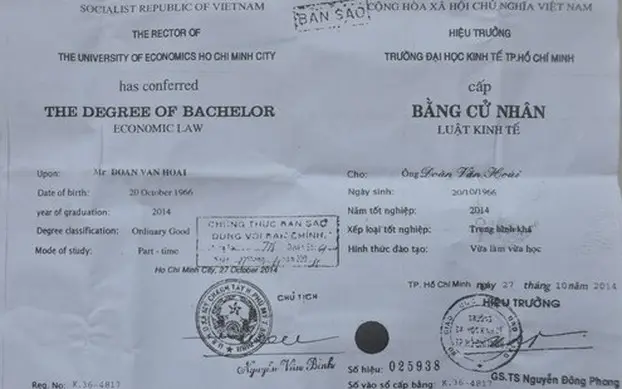 SOCIALIST REPUBLIC OF VIETNAM
THE RECTOR OF
THE UNIVERSITY OF ECONOMICS HO CHI MINH CITY
has conferred
THE DEGREE OF BACHELOR
ECONOMIC LAW
Upon: Mr DOAN VAN HOAI
Date of birth: 20 October 1966
year of graduation: 2014
Degree classification: Ordinary Good
Mode of study: Part - time
Ho Chi Minh City, 27 October 2014
CHỨNG THỰC BẢN SAO
ĐÚNG VỚI BẢN CHÍNH
CHỦ TỊCH
Nguyễn Văn Bình
Reg. No: K.36-4817
BẢN SAO
CỘNG HÒA XÃ HỘI CHỦ NGHĨA VIỆT NAM
HIỆU TRƯỞNG
TRƯỜNG ĐẠI HỌC KINH TẾ TP.HỒ CHÍ MINH
cấp
BẰNG CỬ NHÂN
LUẬT KINH TẾ
Cho: Ông Đoàn Văn Hoài
Ngày sinh: 20/10/1966
Năm tốt nghiệp: 2014
Xếp loại tốt nghiệp: Trung bình khá
Hình thức đào tạo: Vừa làm vừa học
TP. Hồ Chí Minh ngày 27 tháng 10 năm 2014
HIỆU TRƯỞNG
GS.TS Nguyễn Đông Phong
Số hiệu: 025938
Số vào sổ cấp bằng: K.36-4817